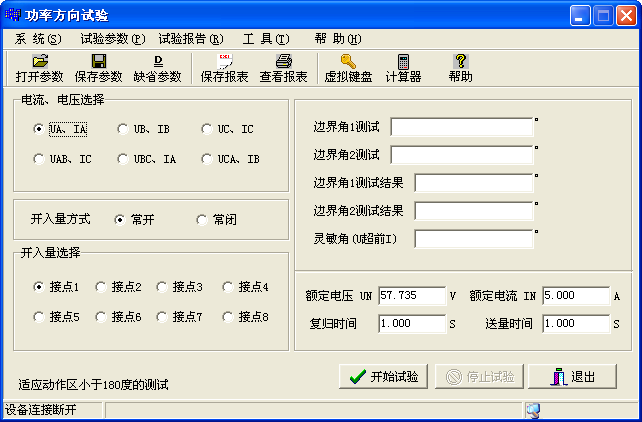 功率方向试验
系 统(S) 试验参数(P) 试验报告(R) 工 具(T) 帮 助(H)
打开参数 保存参数 缺省参数 保存报表 查看报表 虚拟键盘 计算器 帮助
电流、电压选择
UA、IA UB、IB UC、IC
UAB、IC UBC、IA UCA、IB
开入量方式 常开 常闭
开入量选择
接点1 接点2 接点3 接点4
接点5 接点6 接点7 接点8
边界角1测试 °
边界角2测试 °
边界角1测试结果 °
边界角2测试结果 °
灵敏角(U超前I) °
额定电压 UN 57.735 V 额定电流 IN 5.000 A
复归时间 1.000 S 送量时间 1.000 S
适应动作区小于180度的测试
开始试验 停止试验 退出
设备连接断开